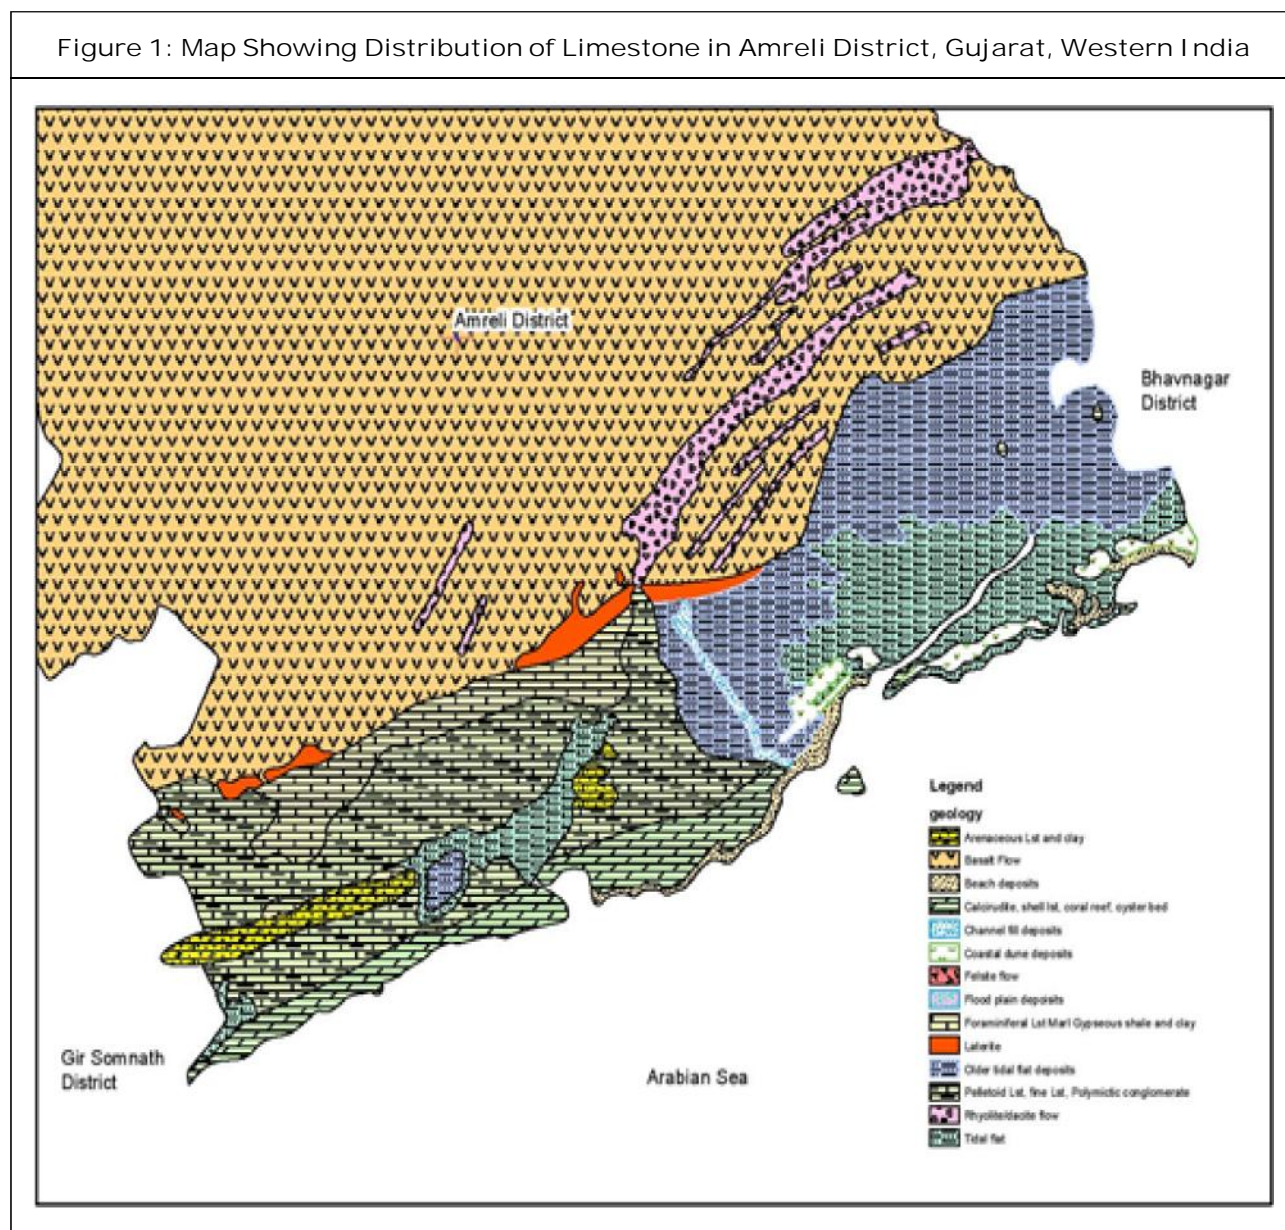 Figure 1: Map Showing Distribution of Limestone in Amreli District, Gujarat, Western India
Amreli District
Bhavnagar
District
Gir Somnath
District
Arabian Sea
Legend
geology
Arenaceous Lst and clay
Basalt Flow
Beach deposits
Calcirudite, shell lst, coral reef, oyster bed
Channel fill deposits
Coastal dune deposits
Felsite flow
Flood plain depoisits
Foraminiferal Lst Marl Gypseous shale and clay
Laterite
Older tidal flat deposits
Pelletoid Lst, fine Lst, Polymictic conglomerate
Rhyolite/dacite flow
Tidal flat